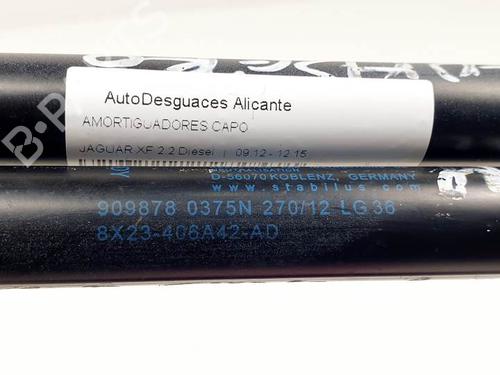 AutoDesguaces Alicante
AMORTIGUADORES CAPO
JAGUAR XF 2.2 Diesel | 09.12 - 12.15
D-56070 KOBLENZ, GERMANY
www.stabilus.com
909878 0375N 270/12 LG 36
8X23-406A42-AD
B-Parts